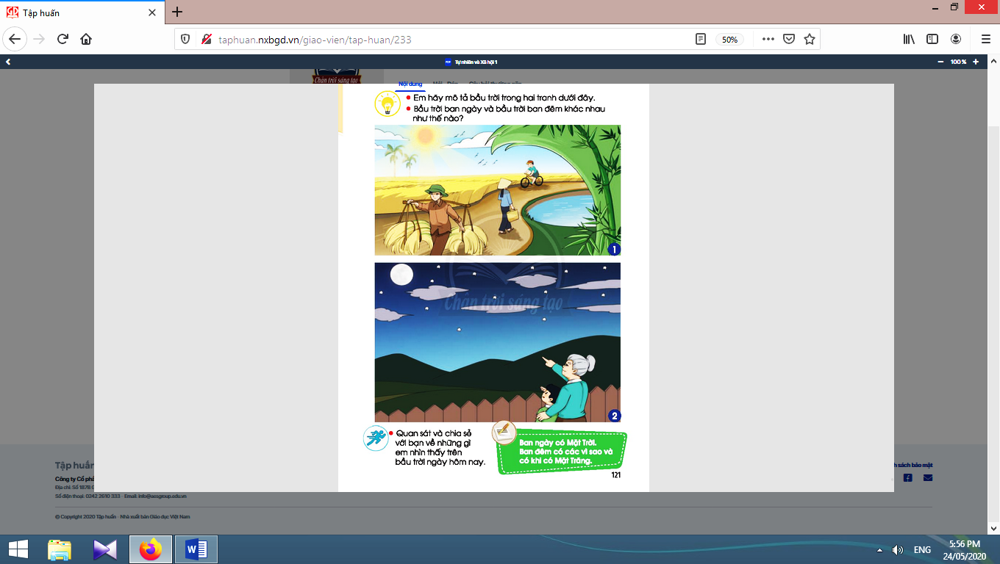 Tập huấn
taphuan.nxbgd.vn/giao-vien/tap-huan/233
50%
Tự nhiên và Xã hội 1
100 %
Chân trời sáng tạo
Nội dung
Em hãy mô tả bầu trời trong hai tranh dưới đây.
Bầu trời ban ngày và bầu trời ban đêm khác nhau
như thế nào?
1
Chân trời sáng tạo
2
Quan sát và chia sẻ
với bạn về những gì
em nhìn thấy trên
bầu trời ngày hôm nay.
Ban ngày có Mặt Trời.
Ban đêm có các vì sao và
có khi có Mặt Trăng.
121
Tập huấn
Công ty Cổ phầ
Địa chỉ: Số 187B G
Số điện thoại: 0242 2610 333 - Email: info@aesgroup.edu.vn
h sách bảo mật
© Copyright 2020 Tập huấn - Nhà xuất bản Giáo dục Việt Nam
ENG
5:56 PM
24/05/2020